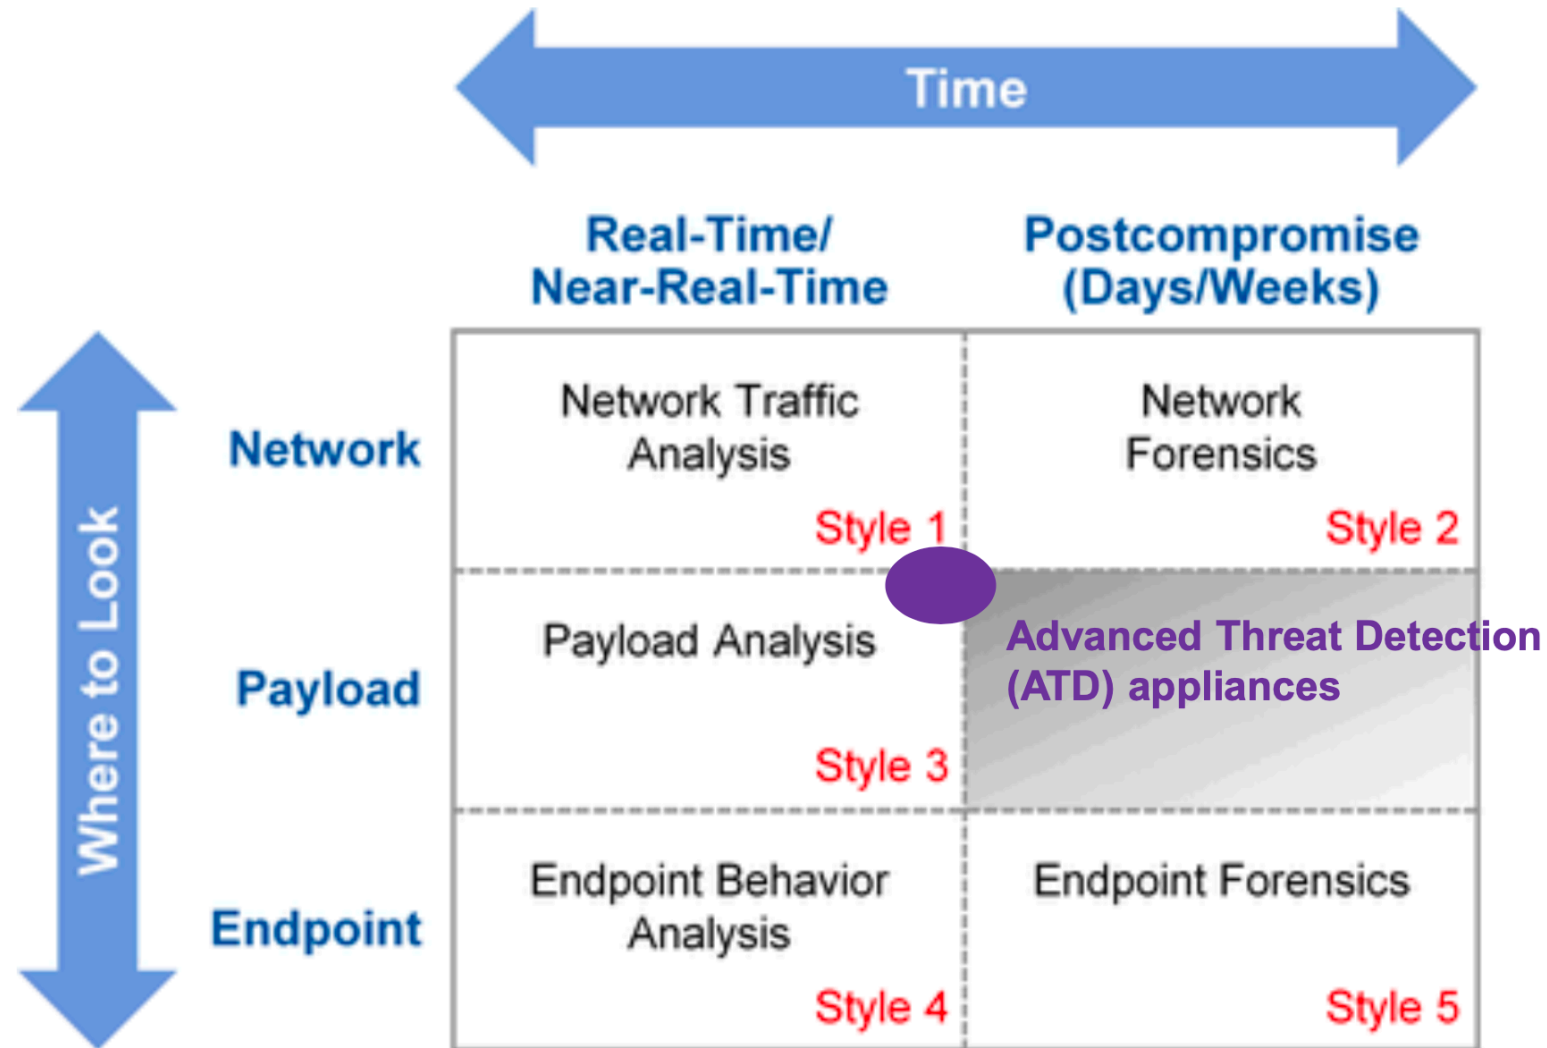 Time
Real-Time/
Near-Real-Time
Postcompromise
(Days/Weeks)
Where to Look
Network
Network Traffic
Analysis
Style 1
Network
Forensics
Style 2
Payload
Payload Analysis
Style 3
Advanced Threat Detection
(ATD) appliances
Endpoint
Endpoint Behavior
Analysis
Style 4
Endpoint Forensics
Style 5